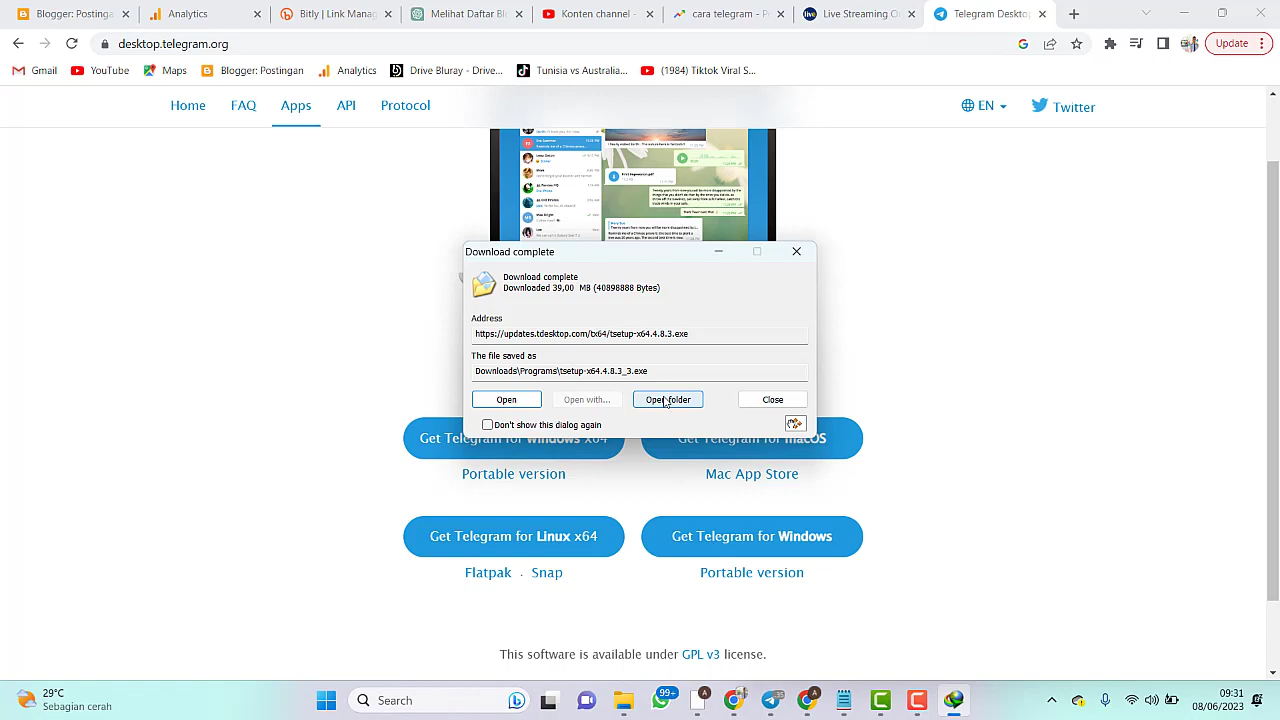 Blogger: Postinga
Analytics
Bitly | Link Manag
Melihat Daftar Bl
Konten channel -
cara telegram - P
Live Streaming O
Telegram Deskto
desktop.telegram.org
Update
Gmail
YouTube
Maps
Blogger: Postingan
Analytics
Drive Bluray - Drive...
Tunisia vs Australia...
(1984) Tiktok Viral S...
Home
FAQ
Apps
API
Protocol
EN
Twitter
Download complete
Download complete
Downloaded 39,00 MB (40898888 Bytes)
Address
https://updates.tdesktop.com/tx64/tsetup-x64.4.8.3.exe
The file saved as
Downloads\Programs\tsetup-x64.4.8.3_3.exe
Open
Open with...
Open folder
Close
Don't show this dialog again
Get Telegram for Windows x64
Get Telegram for macOS
Portable version
Mac App Store
Get Telegram for Linux x64
Get Telegram for Windows
Flatpak . Snap
Portable version
This software is available under GPL v3 license.
29°C
Sebagian cerah
Search
99+
35
09:31
08/06/2023